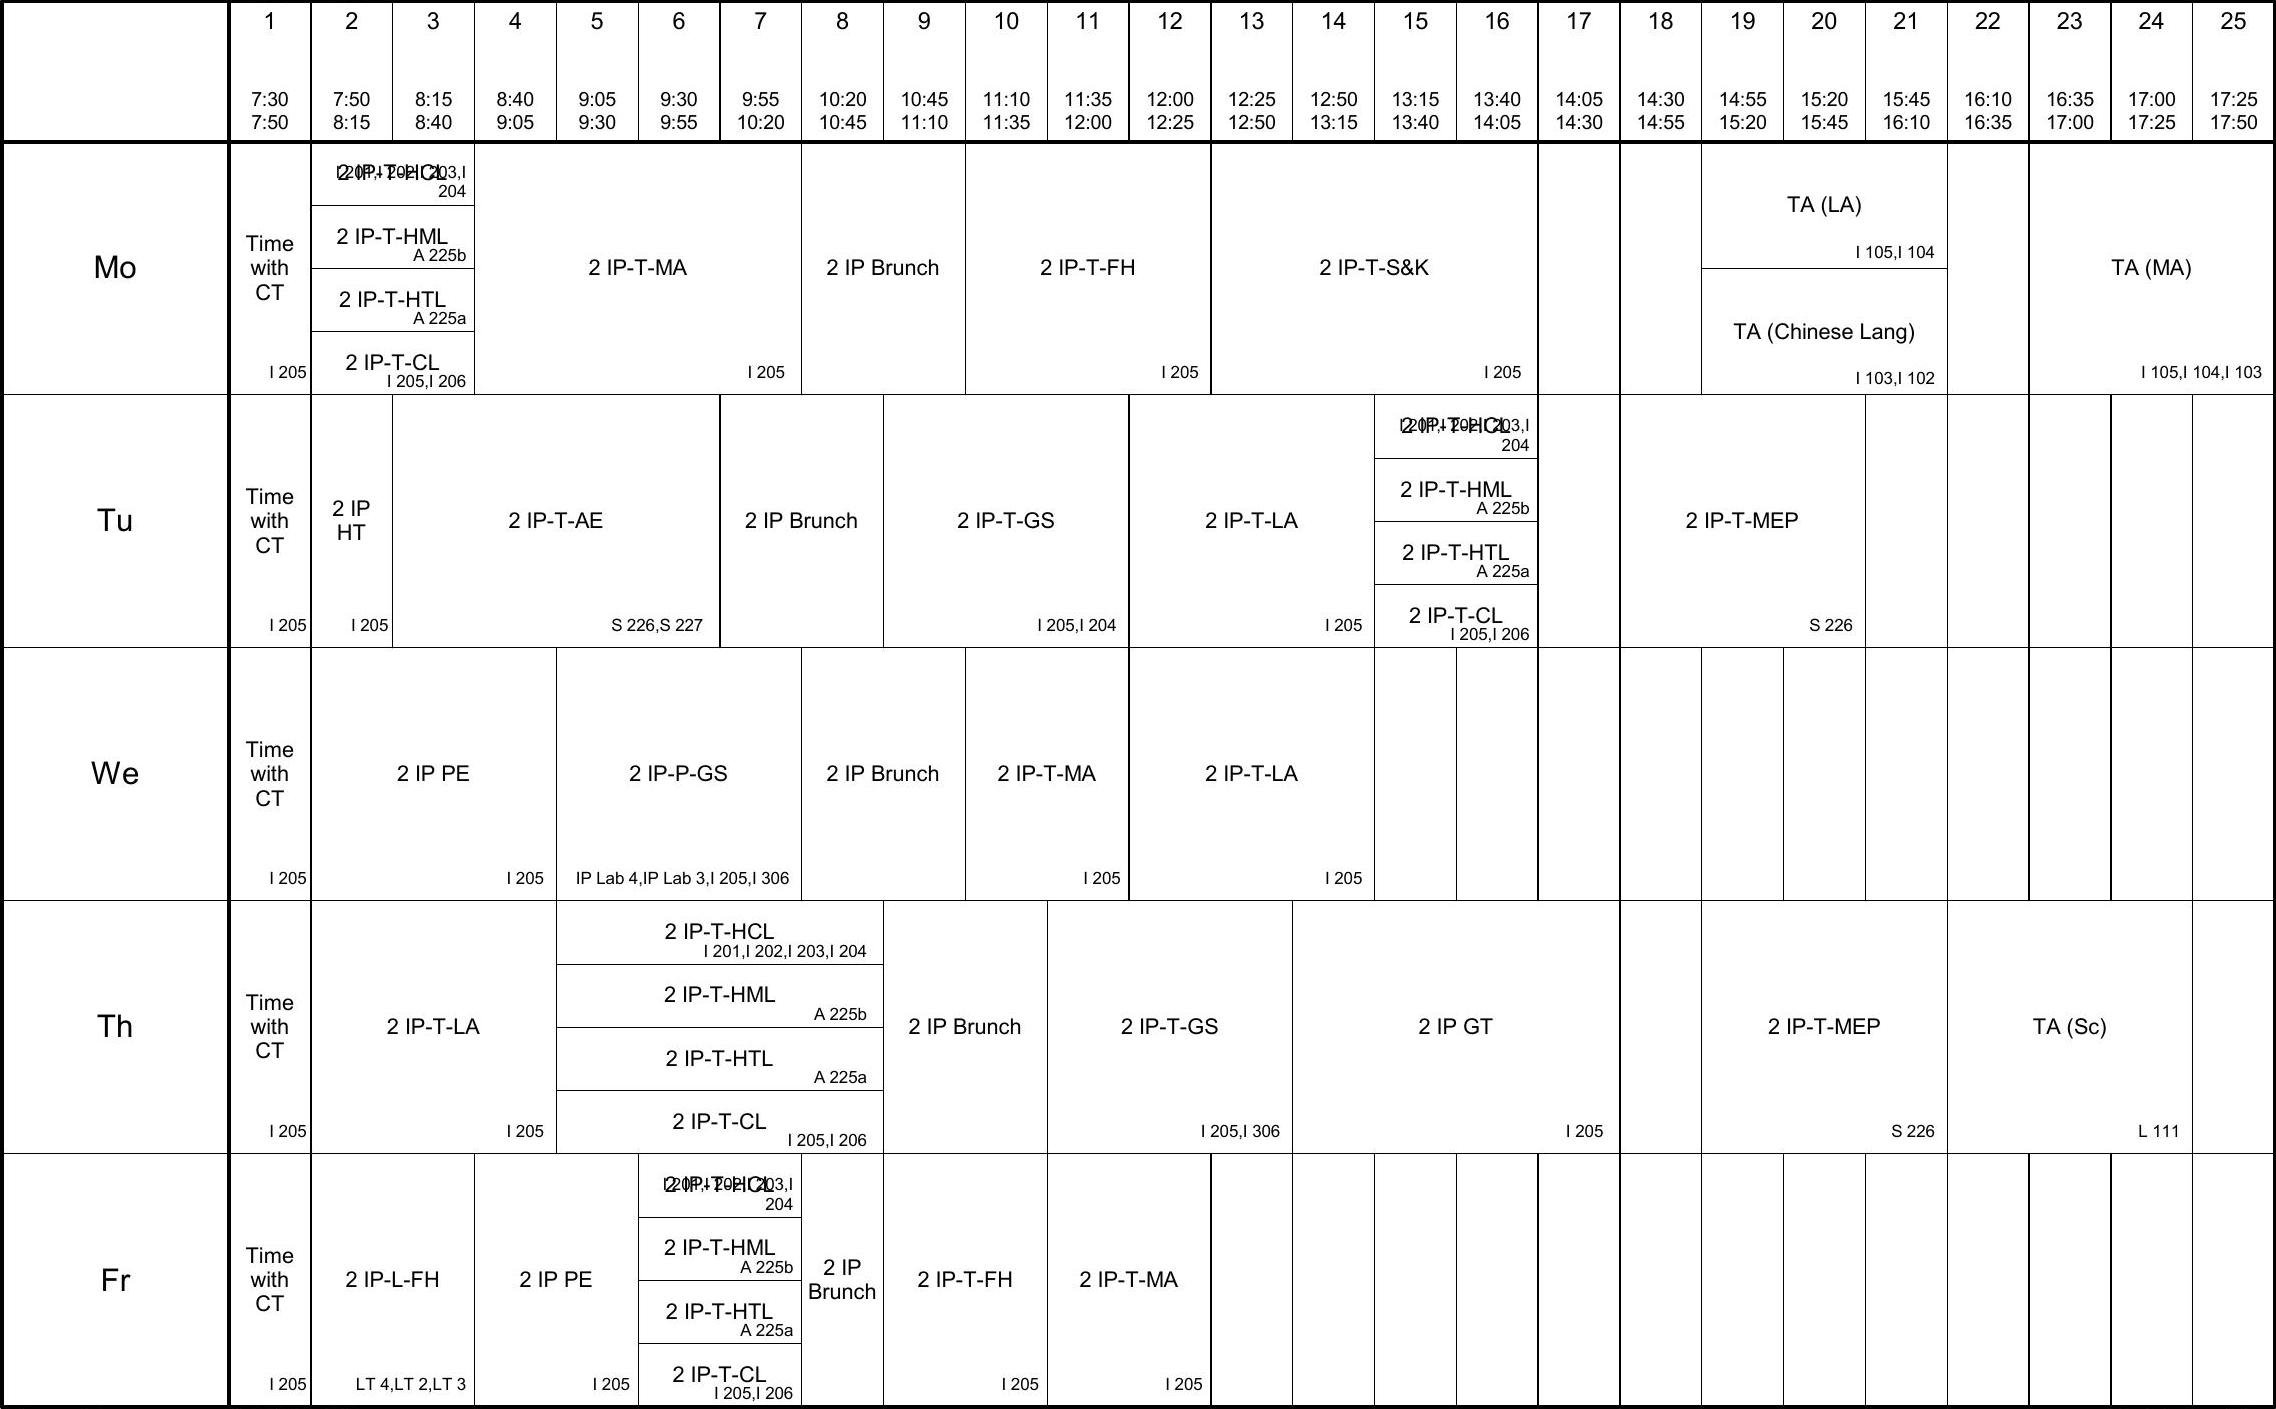 1 2 3 4 5 6 7 8 9 10 11 12 13 14 15 16 17 18 19 20 21 22 23 24 25
7:30 7:50 8:15 8:40 9:05 9:30 9:55 10:20 10:45 11:10 11:35 12:00 12:25 12:50 13:15 13:40 14:05 14:30 14:55 15:20 15:45 16:10 16:35 17:00 17:25
7:50 8:15 8:40 9:05 9:30 9:55 10:20 10:45 11:10 11:35 12:00 12:25 12:50 13:15 13:40 14:05 14:30 14:55 15:20 15:45 16:10 16:35 17:00 17:25 17:50
Mo
Time
with
CT
I 205
2 IP-T-HCL
I 201,I 202,I 203,I
204
2 IP-T-HML
A 225b
2 IP-T-HTL
A 225a
2 IP-T-CL
I 205,I 206
2 IP-T-MA
I 205
2 IP Brunch
2 IP-T-FH
I 205
2 IP-T-S&K
I 205
TA (LA)
I 105,I 104
TA (Chinese Lang)
I 103,I 102
TA (MA)
I 105,I 104,I 103
Tu
Time
with
CT
I 205
2 IP
HT
I 205
2 IP-T-AE
S 226,S 227
2 IP Brunch
2 IP-T-GS
I 205,I 204
2 IP-T-LA
I 205
2 IP-T-HCL
I 201,I 202,I 203,I
204
2 IP-T-HML
A 225b
2 IP-T-HTL
A 225a
2 IP-T-CL
I 205,I 206
2 IP-T-MEP
S 226
We
Time
with
CT
I 205
2 IP PE
I 205
2 IP-P-GS
IP Lab 4,IP Lab 3,I 205,I 306
2 IP Brunch
2 IP-T-MA
I 205
2 IP-T-LA
I 205
Th
Time
with
CT
I 205
2 IP-T-LA
I 205
2 IP-T-HCL
I 201,I 202,I 203,I 204
2 IP-T-HML
A 225b
2 IP-T-HTL
A 225a
2 IP-T-CL
I 205,I 206
2 IP Brunch
2 IP-T-GS
I 205,I 306
2 IP GT
I 205
2 IP-T-MEP
S 226
TA (Sc)
L 111
Fr
Time
with
CT
I 205
2 IP-L-FH
LT 4,LT 2,LT 3
2 IP PE
I 205
2 IP-T-HCL
I 201,I 202,I 203,I
204
2 IP-T-HML
A 225b
2 IP-T-HTL
A 225a
2 IP-T-CL
I 205,I 206
2 IP
Brunch
2 IP-T-FH
I 205
2 IP-T-MA
I 205